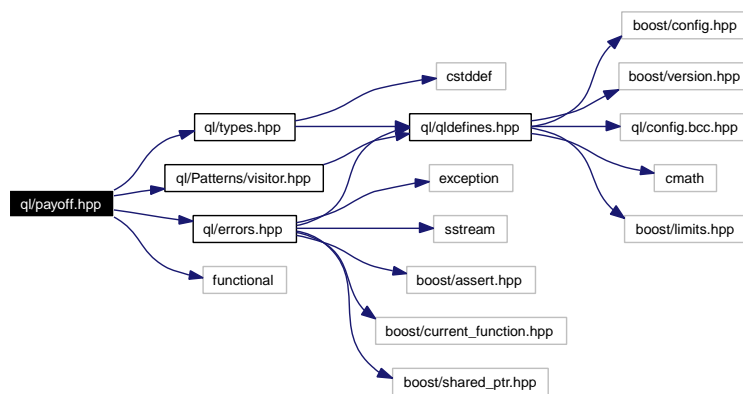 ql/payoff.hpp
ql/types.hpp
ql/Patterns/visitor.hpp
ql/errors.hpp
functional
cstddef
ql/qldefines.hpp
exception
sstream
boost/assert.hpp
boost/current_function.hpp
boost/shared_ptr.hpp
boost/config.hpp
boost/version.hpp
ql/config.bcc.hpp
cmath
boost/limits.hpp